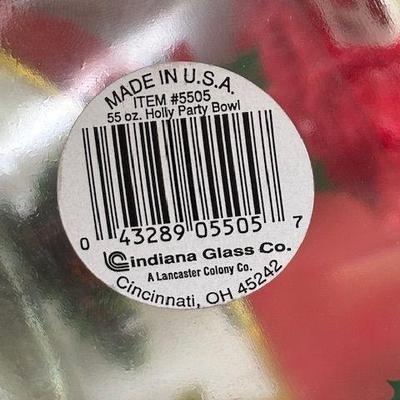 MADE IN U.S.A.
ITEM #5505
55 oz. Holly Party Bowl
0 43289 05505 7
Indiana Glass Co.
A Lancaster Colony Co.
Cincinnati, OH 45242